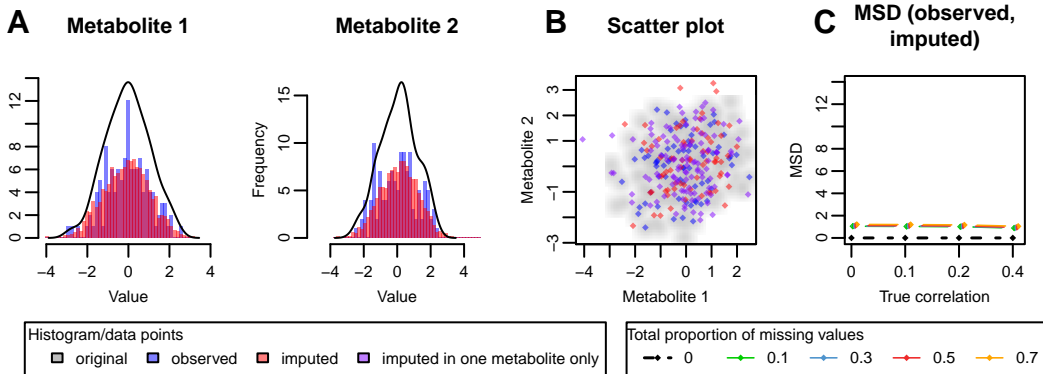 A
Metabolite 1
12
10
8
6
4
2
0
−4
−2
0
2
4
Value
Metabolite 2
Frequency
15
10
5
0
−4
−2
0
2
4
Value
B
Scatter plot
Metabolite 2
3
2
1
−1
−3
−4
−2
0
1
2
Metabolite 1
C
MSD (observed,
imputed)
MSD
12
8
6
4
2
0
0
0.1
0.2
0.4
True correlation
Histogram/data points
original observed imputed imputed in one metabolite only
Total proportion of missing values
0 0.1 0.3 0.5 0.7